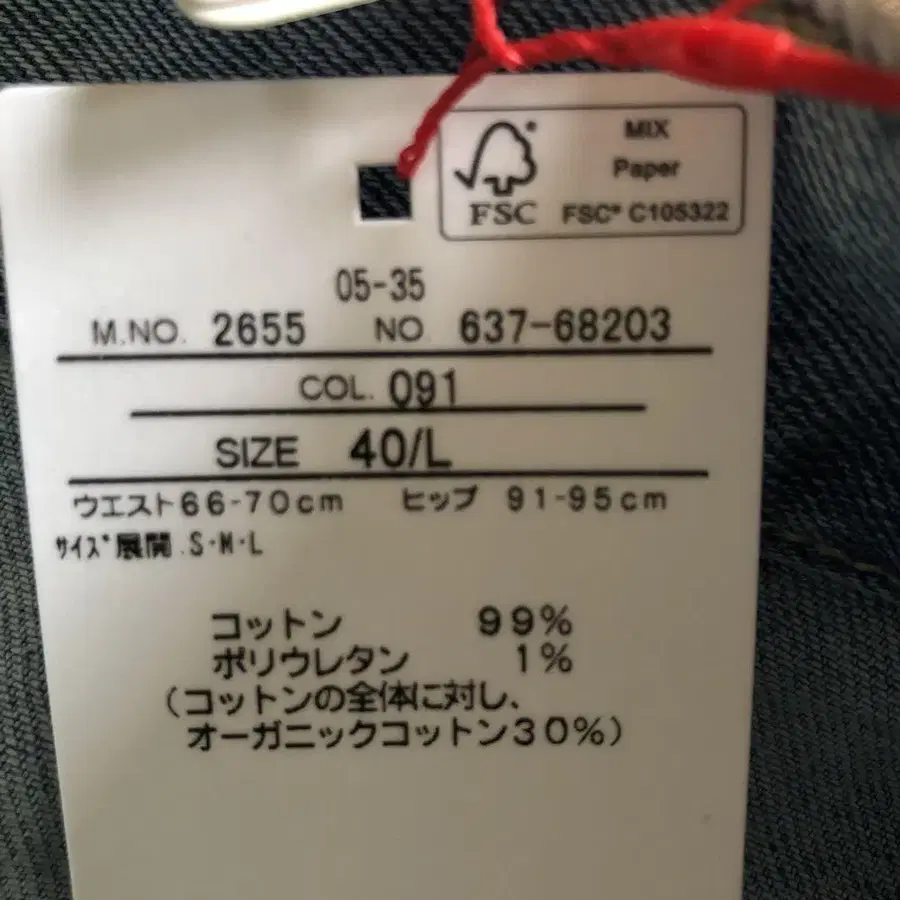 MIX
Paper
FSC FSC® C105322
05-35
M.NO. 2655 NO 637-68203
COL. 091
SIZE 40/L
ウエスト66-70cm ヒップ 91-95cm
ｻｲｽﾞ展開.S・M・L
コットン 99%
ポリウレタン 1%
(コットンの全体に対し、
オーガニックコットン30%)